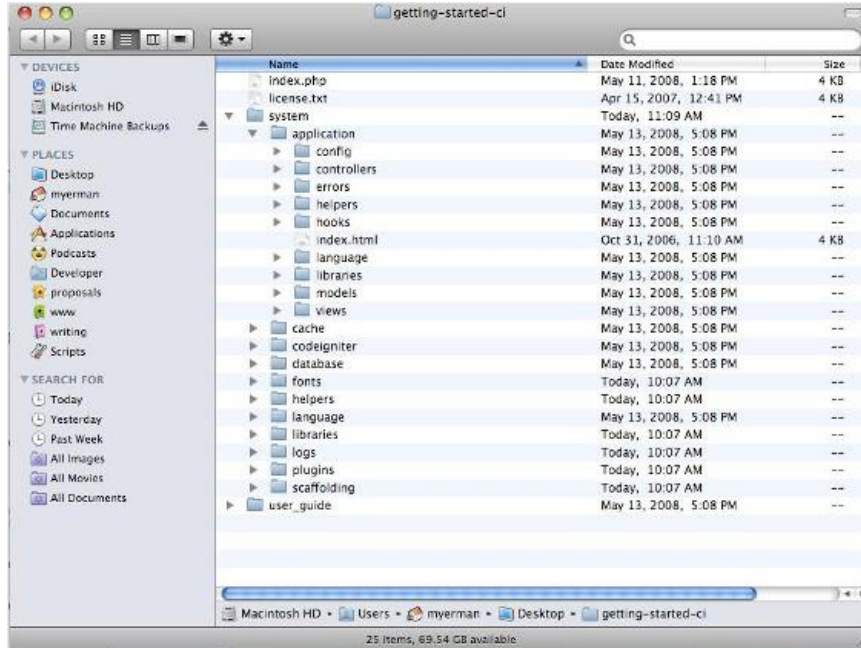 getting-started-ci
DEVICES
iDisk
Macintosh HD
Time Machine Backups
PLACES
Desktop
myerman
Documents
Applications
Podcasts
Developer
proposals
www
writing
Scripts
SEARCH FOR
Today
Yesterday
Past Week
All Images
All Movies
All Documents
Name Date Modified Size
index.php May 11, 2008, 1:18 PM 4 KB
license.txt Apr 15, 2007, 12:41 PM 4 KB
system Today, 11:09 AM --
application May 13, 2008, 5:08 PM --
config May 13, 2008, 5:08 PM --
controllers May 13, 2008, 5:08 PM --
errors May 13, 2008, 5:08 PM --
helpers May 13, 2008, 5:08 PM --
hooks May 13, 2008, 5:08 PM --
index.html Oct 31, 2006, 11:10 AM 4 KB
language May 13, 2008, 5:08 PM --
libraries May 13, 2008, 5:08 PM --
models May 13, 2008, 5:08 PM --
views May 13, 2008, 5:08 PM --
cache May 13, 2008, 5:08 PM --
codeigniter May 13, 2008, 5:08 PM --
database May 13, 2008, 5:08 PM --
fonts Today, 10:07 AM --
helpers Today, 10:07 AM --
language May 13, 2008, 5:08 PM --
libraries Today, 10:07 AM --
logs Today, 10:07 AM --
plugins Today, 10:07 AM --
scaffolding Today, 10:07 AM --
user_guide May 13, 2008, 5:08 PM --
Macintosh HD ▸ Users ▸ myerman ▸ Desktop ▸ getting-started-ci
25 items, 69.54 GB available